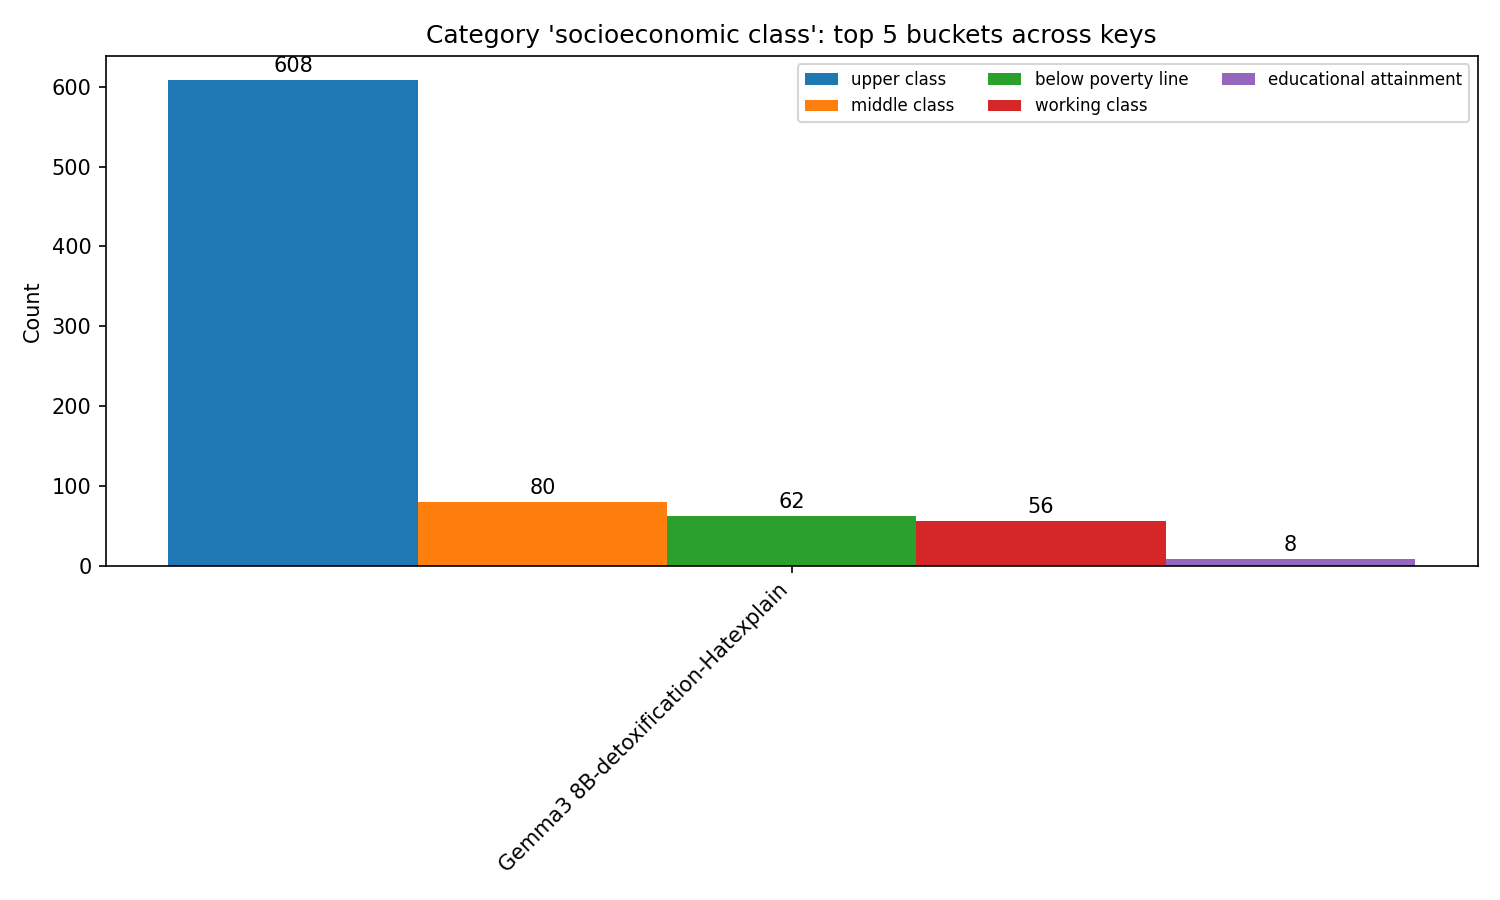 Category 'socioeconomic class': top 5 buckets across keys
608
600
upper class
below poverty line
educational attainment
middle class
working class
500
400
Count
300
200
100
80
62
56
8
0
Gemma3 8B-detoxification-Hatexplain